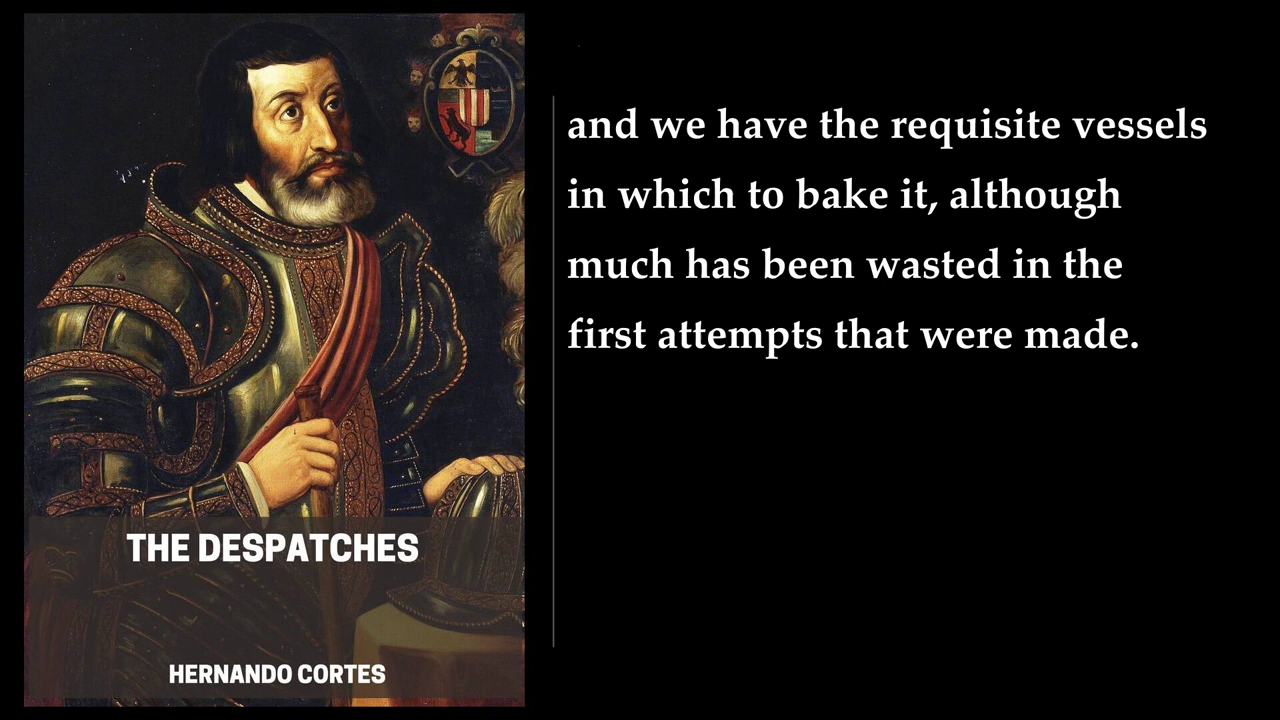 and we have the requisite vessels
in which to bake it, although
much has been wasted in the
first attempts that were made.
THE DESPATCHES
HERNANDO CORTES